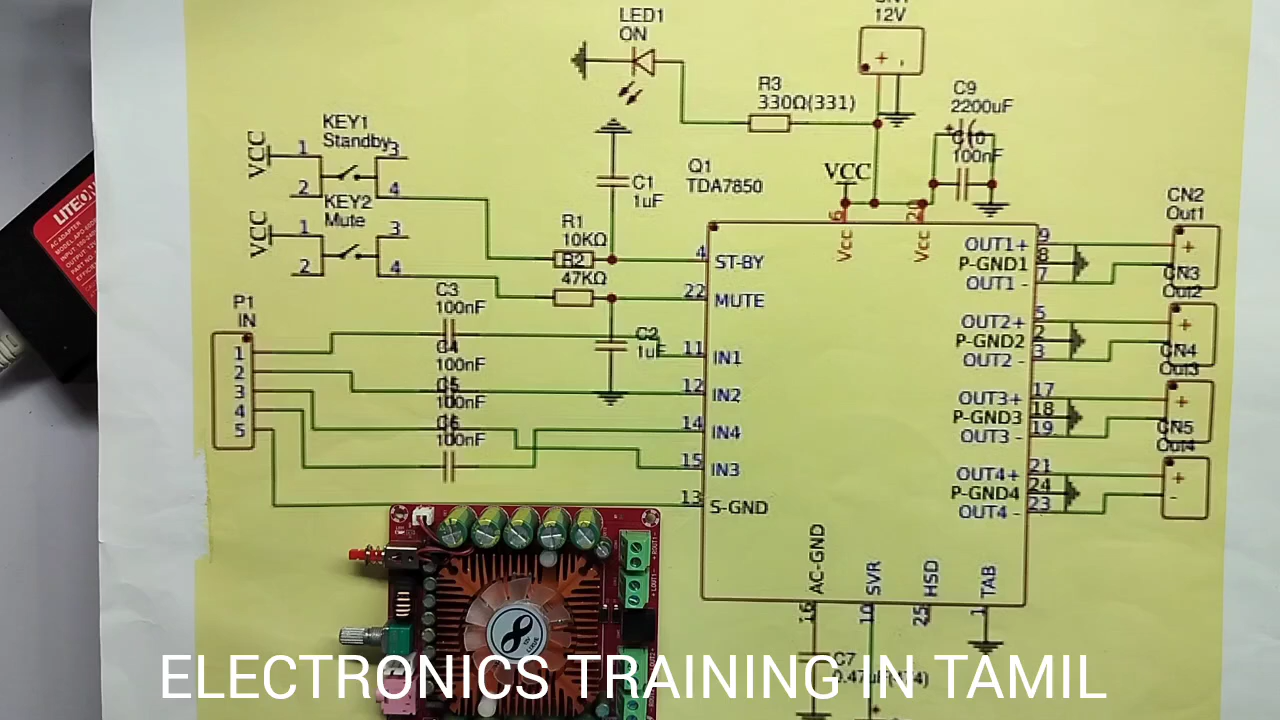 LED1
ON
12V
R3
330Ω(331)
C9
2200uF
100nF
KEY1
Standby
VCC
1
3
2
4
KEY2
Mute
VCC
1
3
2
4
C1
1uF
Q1
TDA7850
VCC
R1
10KΩ
R2
47KΩ
C3
100nF
C4
100nF
C5
100nF
C6
100nF
C2
1uF
P1
IN
1
2
3
4
5
4 ST-BY
22 MUTE
11 IN1
12 IN2
14 IN4
15 IN3
13 S-GND
6
Vcc
20
Vcc
OUT1+ 9
P-GND1 8
OUT1 - 7
OUT2+ 5
P-GND2 2
OUT2 - 3
OUT3+ 17
P-GND3 18
OUT3 - 19
OUT4+ 21
P-GND4 24
OUT4 - 23
CN2
Out1
CN3
Out2
CN4
Out3
CN5
Out4
AC-GND
16
SVR
10
HSD
25
TAB
1
C7
LITEON
AC ADAPTER
ELECTRONICS TRAINING IN TAMIL